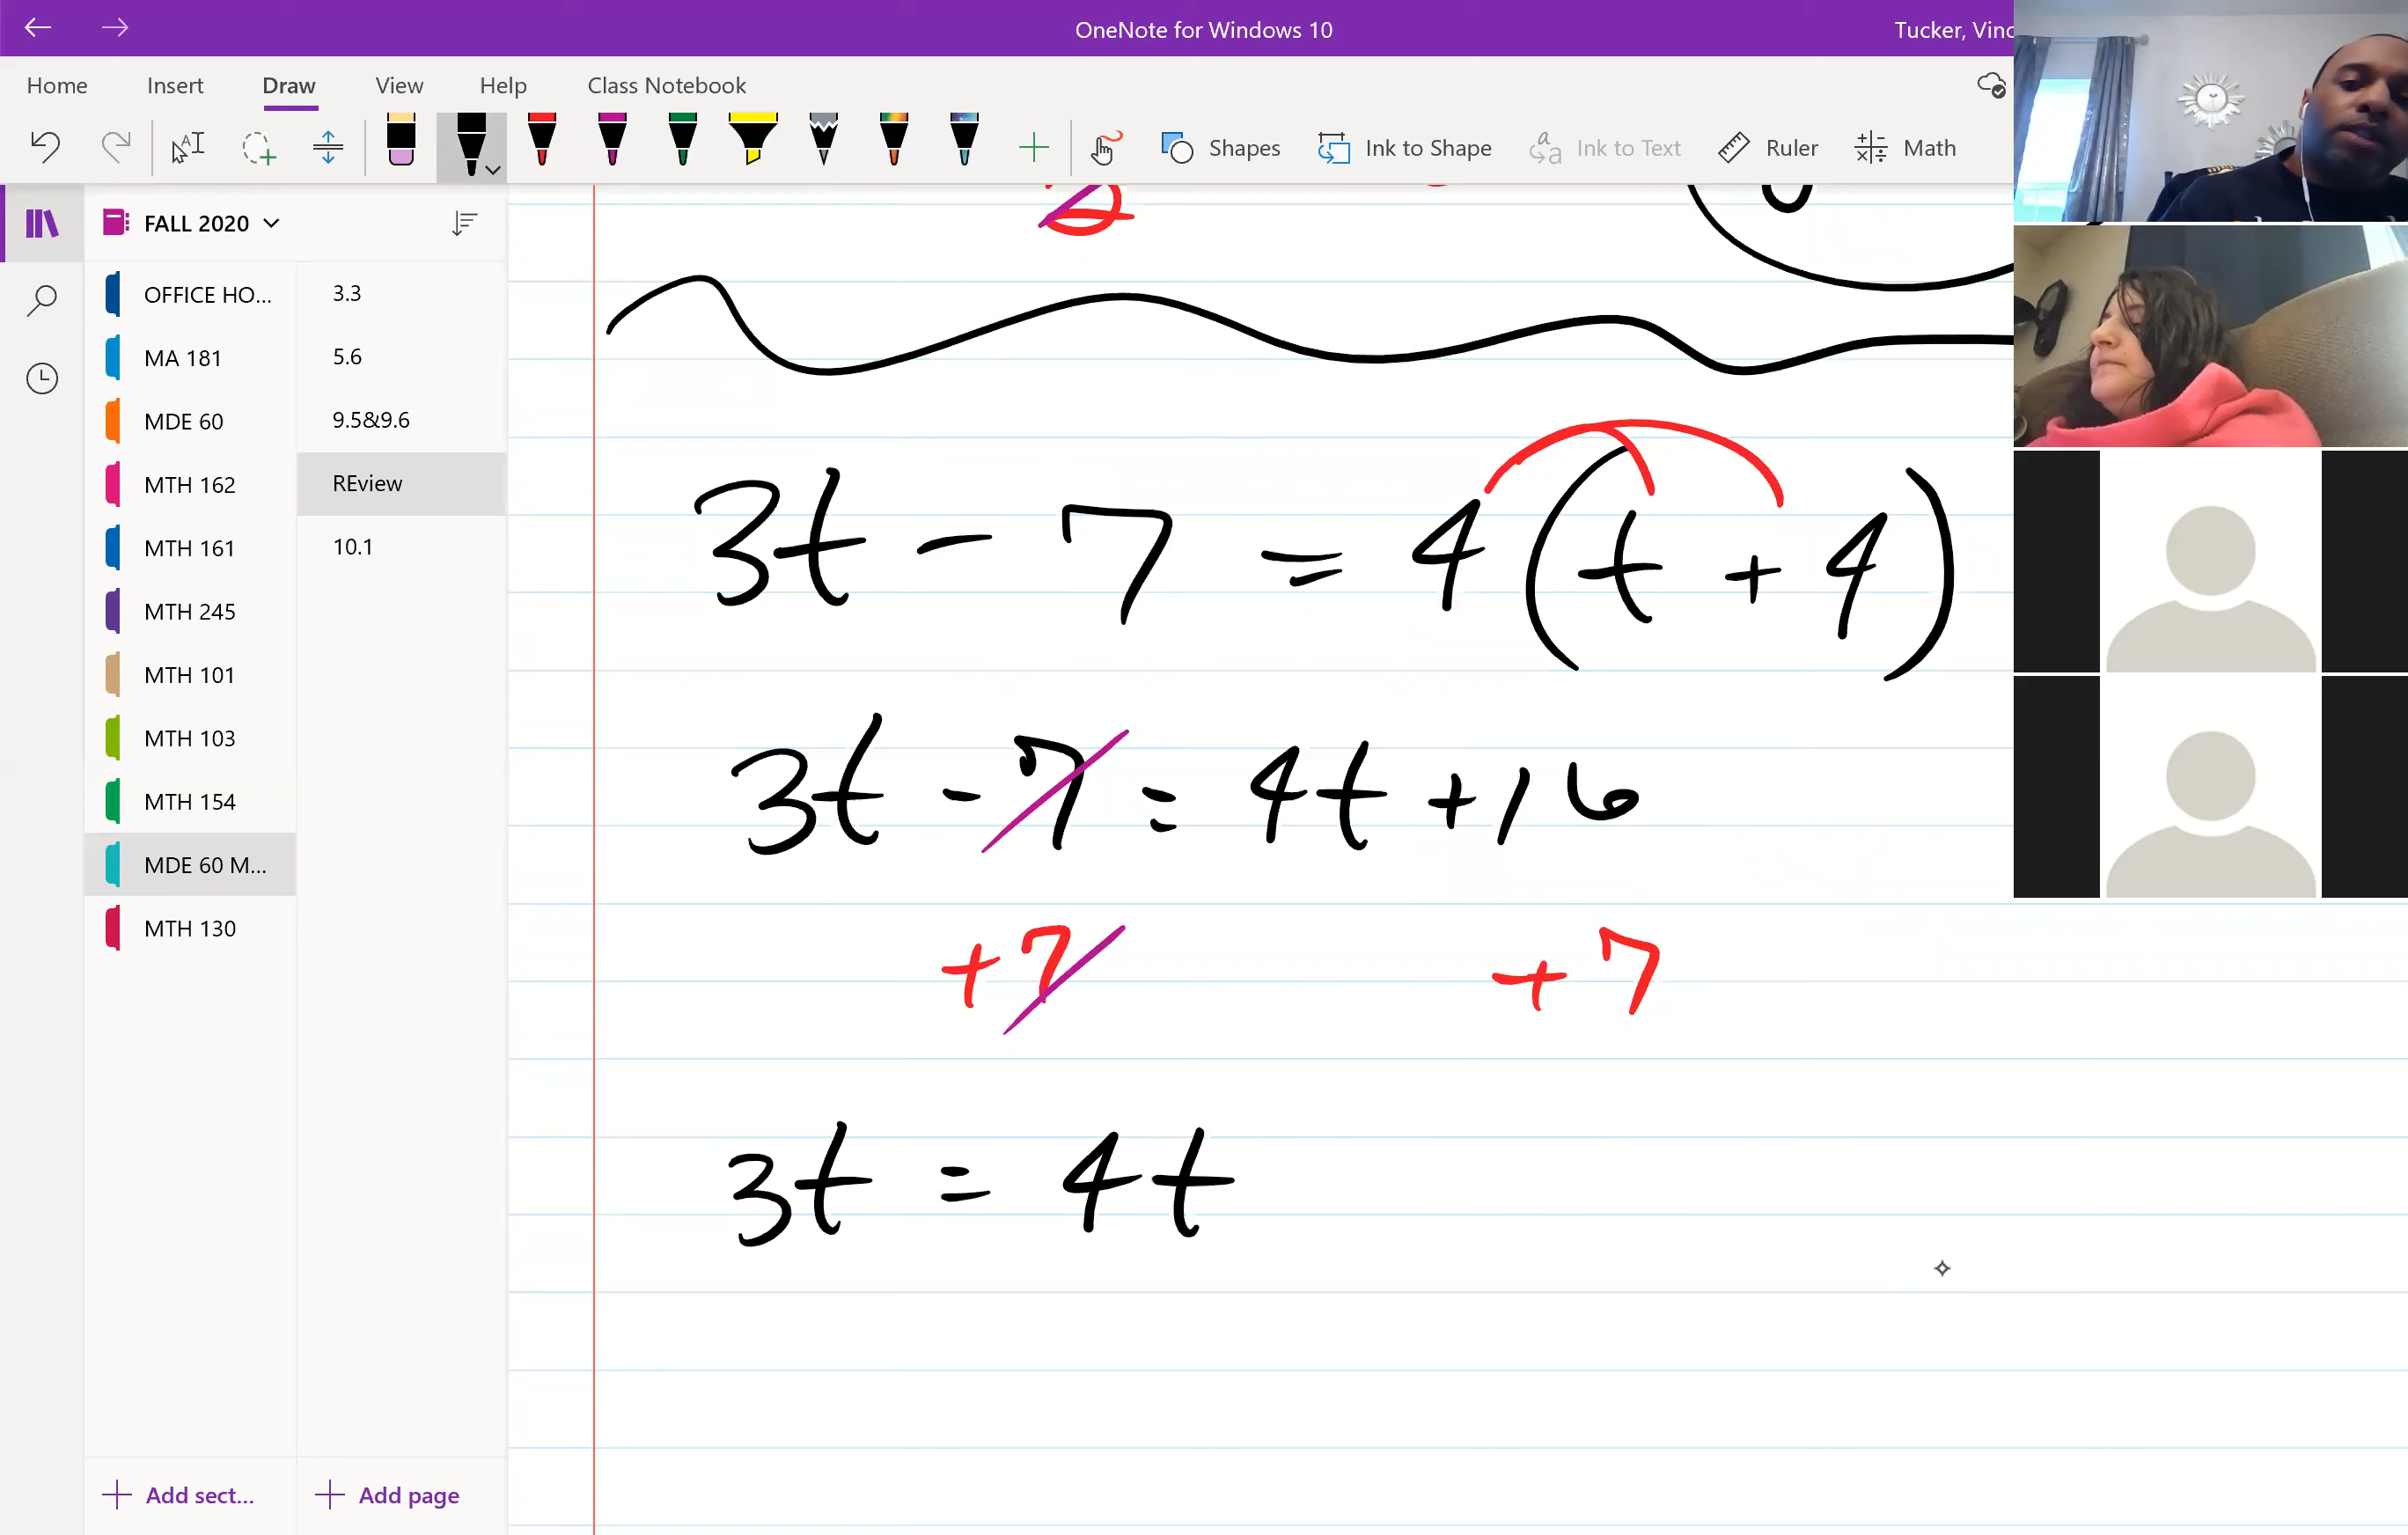 OneNote for Windows 10
Tucker, Vinc
Home Insert Draw View Help Class Notebook
Shapes Ink to Shape Ink to Text Ruler Math
FALL 2020
OFFICE HO...
MA 181
MDE 60
MTH 162
MTH 161
MTH 245
MTH 101
MTH 103
MTH 154
MDE 60 M...
MTH 130
Add sect...
3.3
5.6
9.5&9.6
REview
10.1
Add page
2
3t - 7 = 4(t + 4)
3t - 7 = 4t + 16
+7 +7
3t = 4t